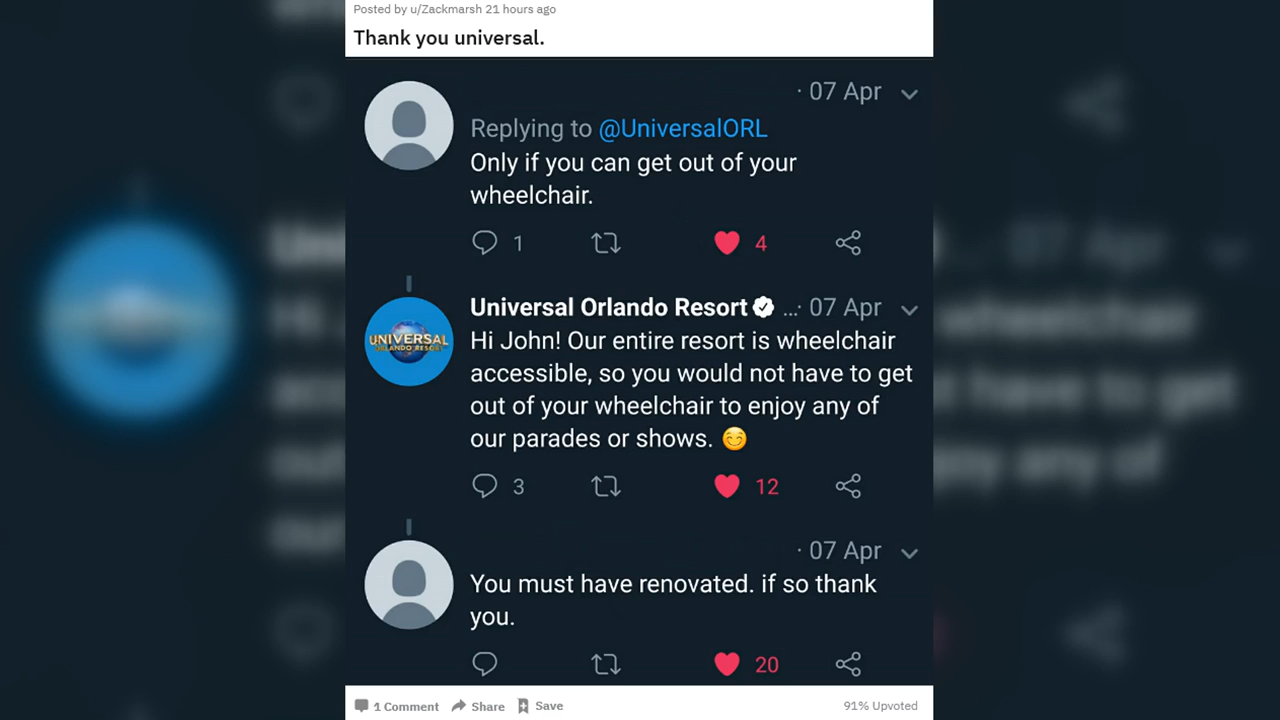 Posted by u/Zackmarsh 21 hours ago
Thank you universal.
· 07 Apr
Replying to @UniversalORL
Only if you can get out of your
wheelchair.
1 4
Universal Orlando Resort ... · 07 Apr
UNIVERSAL
ORLANDO RESORT
Hi John! Our entire resort is wheelchair
accessible, so you would not have to get
out of your wheelchair to enjoy any of
our parades or shows. 😊
3 12
· 07 Apr
You must have renovated. if so thank
you.
20
1 Comment Share Save 91% Upvoted